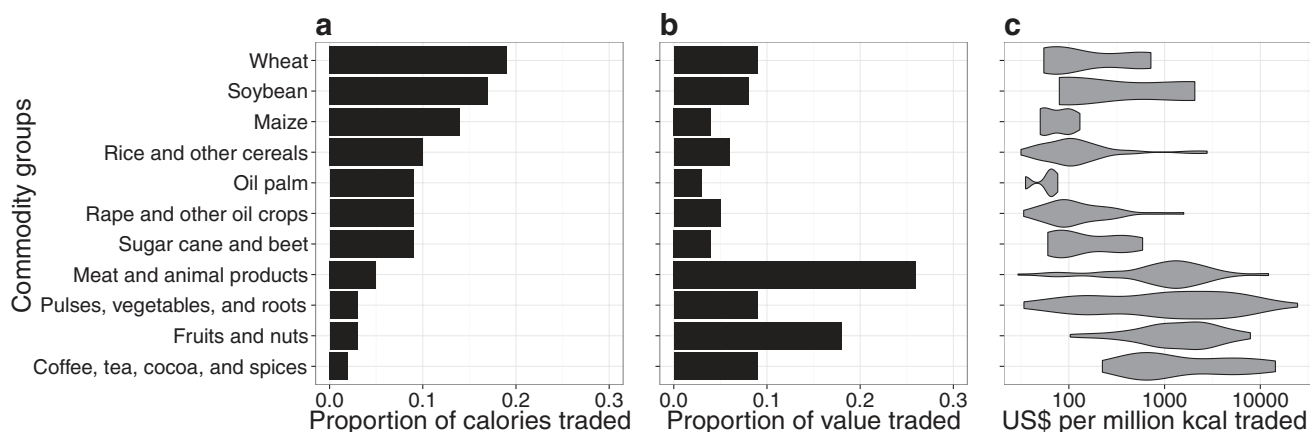 a
b
c
Commodity groups
Wheat
Soybean
Maize
Rice and other cereals
Oil palm
Rape and other oil crops
Sugar cane and beet
Meat and animal products
Pulses, vegetables, and roots
Fruits and nuts
Coffee, tea, cocoa, and spices
0.0 0.1 0.2 0.3
Proportion of calories traded
0.0 0.1 0.2 0.3
Proportion of value traded
100 1000 10000
US$ per million kcal traded